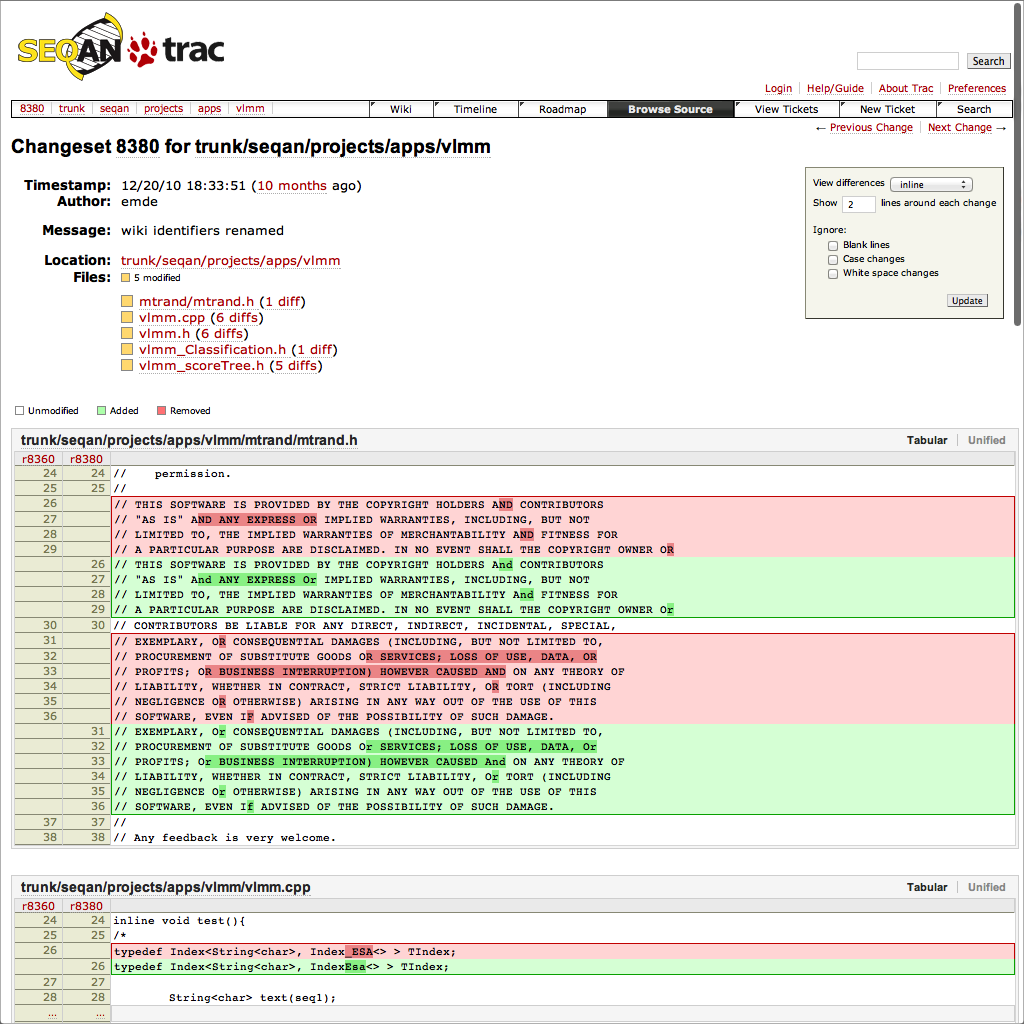 SEQAN trac
Search
Login Help/Guide About Trac Preferences
8380 trunk seqan projects apps vlmm Wiki Timeline Roadmap Browse Source View Tickets New Ticket Search
← Previous Change Next Change →
Changeset 8380 for trunk/seqan/projects/apps/vlmm
View differences inline
Show 2 lines around each change
Ignore:
Blank lines
Case changes
White space changes
Update
Timestamp: 12/20/10 18:33:51 (10 months ago)
Author: emde
Message: wiki identifiers renamed
Location: trunk/seqan/projects/apps/vlmm
Files: 5 modified
mtrand/mtrand.h (1 diff)
vlmm.cpp (6 diffs)
vlmm.h (6 diffs)
vlmm_Classification.h (1 diff)
vlmm_scoreTree.h (5 diffs)
Unmodified Added Removed
trunk/seqan/projects/apps/vlmm/mtrand/mtrand.h Tabular Unified
r8360 r8380
24 24 // permission.
25 25 //
26 // THIS SOFTWARE IS PROVIDED BY THE COPYRIGHT HOLDERS AND CONTRIBUTORS
27 // "AS IS" AND ANY EXPRESS OR IMPLIED WARRANTIES, INCLUDING, BUT NOT
28 // LIMITED TO, THE IMPLIED WARRANTIES OF MERCHANTABILITY AND FITNESS FOR
29 // A PARTICULAR PURPOSE ARE DISCLAIMED. IN NO EVENT SHALL THE COPYRIGHT OWNER OR
26 // THIS SOFTWARE IS PROVIDED BY THE COPYRIGHT HOLDERS And CONTRIBUTORS
27 // "AS IS" And ANY EXPRESS Or IMPLIED WARRANTIES, INCLUDING, BUT NOT
28 // LIMITED TO, THE IMPLIED WARRANTIES OF MERCHANTABILITY And FITNESS FOR
29 // A PARTICULAR PURPOSE ARE DISCLAIMED. IN NO EVENT SHALL THE COPYRIGHT OWNER Or
30 30 // CONTRIBUTORS BE LIABLE FOR ANY DIRECT, INDIRECT, INCIDENTAL, SPECIAL,
31 // EXEMPLARY, OR CONSEQUENTIAL DAMAGES (INCLUDING, BUT NOT LIMITED TO,
32 // PROCUREMENT OF SUBSTITUTE GOODS OR SERVICES; LOSS OF USE, DATA, OR
33 // PROFITS; OR BUSINESS INTERRUPTION) HOWEVER CAUSED AND ON ANY THEORY OF
34 // LIABILITY, WHETHER IN CONTRACT, STRICT LIABILITY, OR TORT (INCLUDING
35 // NEGLIGENCE OR OTHERWISE) ARISING IN ANY WAY OUT OF THE USE OF THIS
36 // SOFTWARE, EVEN IF ADVISED OF THE POSSIBILITY OF SUCH DAMAGE.
31 // EXEMPLARY, Or CONSEQUENTIAL DAMAGES (INCLUDING, BUT NOT LIMITED TO,
32 // PROCUREMENT OF SUBSTITUTE GOODS Or SERVICES; LOSS OF USE, DATA, Or
33 // PROFITS; Or BUSINESS INTERRUPTION) HOWEVER CAUSED And ON ANY THEORY OF
34 // LIABILITY, WHETHER IN CONTRACT, STRICT LIABILITY, Or TORT (INCLUDING
35 // NEGLIGENCE Or OTHERWISE) ARISING IN ANY WAY OUT OF THE USE OF THIS
36 // SOFTWARE, EVEN If ADVISED OF THE POSSIBILITY OF SUCH DAMAGE.
37 37 //
38 38 // Any feedback is very welcome.
trunk/seqan/projects/apps/vlmm/vlmm.cpp Tabular Unified
r8360 r8380
24 24 inline void test(){
25 25 /*
26 typedef Index<String<char>, Index_ESA<> > TIndex;
26 typedef Index<String<char>, IndexEsa<> > TIndex;
27 27
28 28 String<char> text(seql);
… …